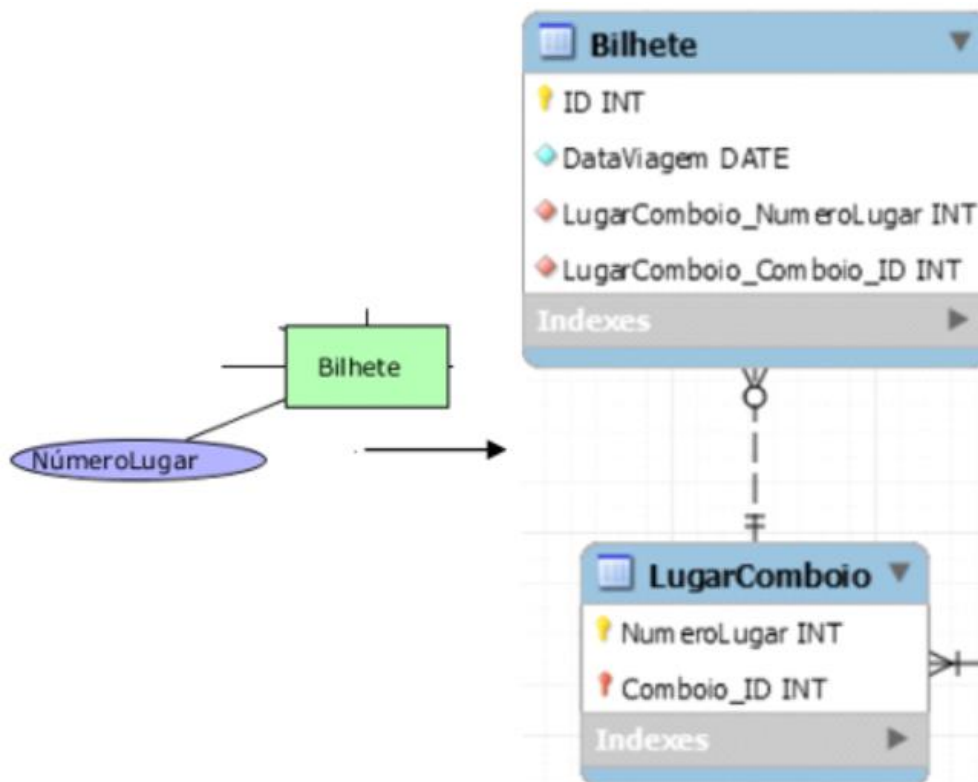 Bilhete
ID INT
DataViagem DATE
LugarComboio_NumeroLugar INT
LugarComboio_Comboio_ID INT
Indexes
Bilhete
NúmeroLugar
LugarComboio
NumeroLugar INT
Comboio_ID INT
Indexes